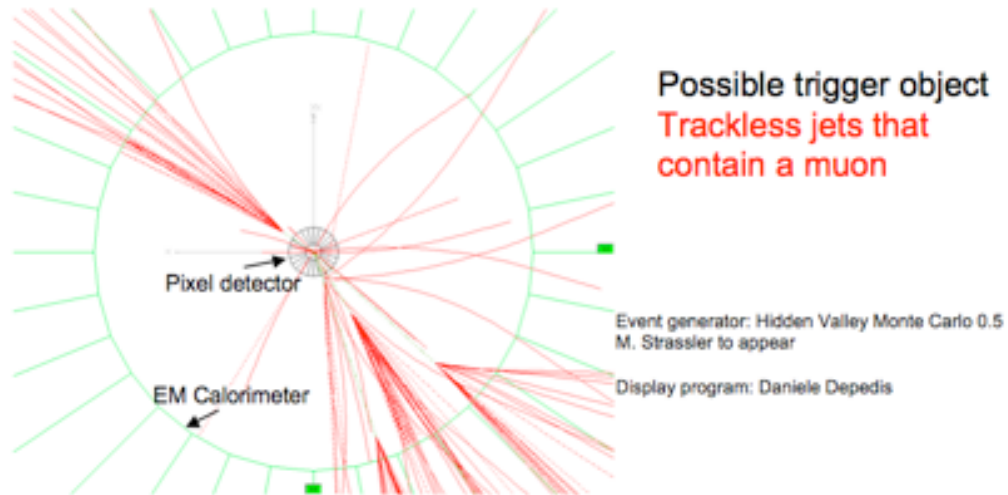 Possible trigger object
Trackless jets that
contain a muon
Pixel detector
Event generator: Hidden Valley Monte Carlo 0.5
M. Strassler to appear
Display program: Daniele Depedis
EM Calorimeter